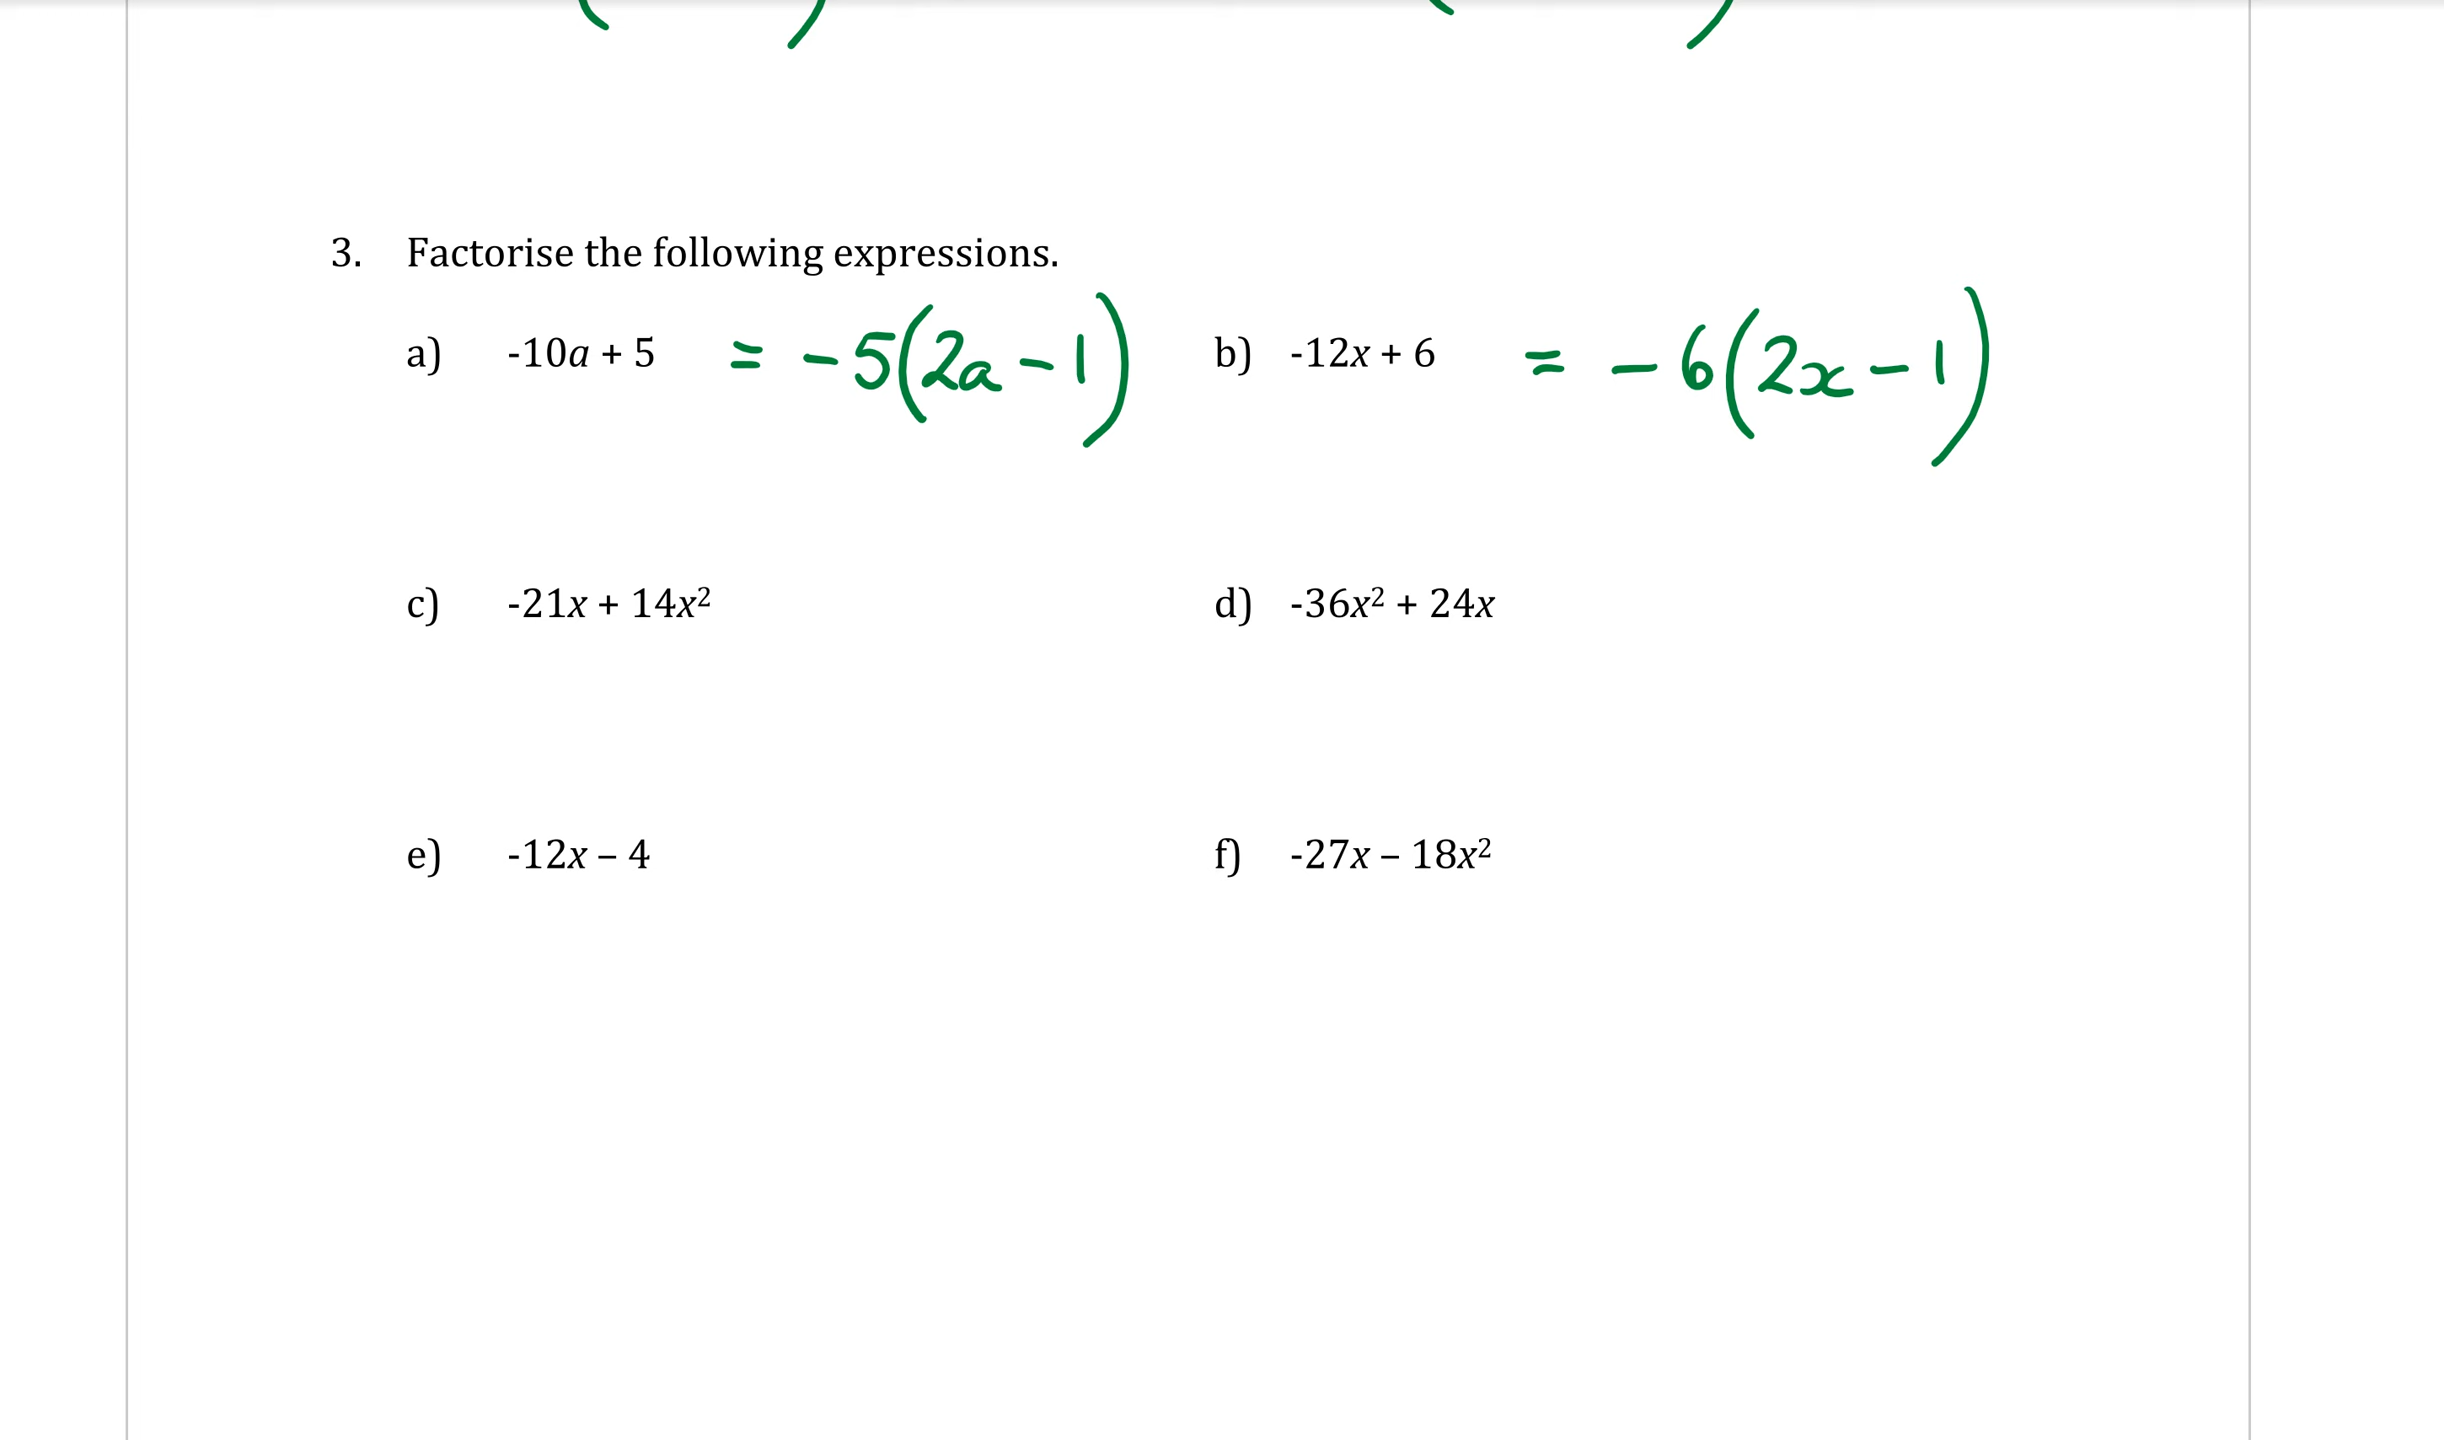 3. Factorise the following expressions.
a) -10a + 5 = -5(2a - 1) b) -12x + 6 = -6(2x - 1)
c) -21x + 14x² d) -36x² + 24x
e) -12x – 4 f) -27x – 18x²